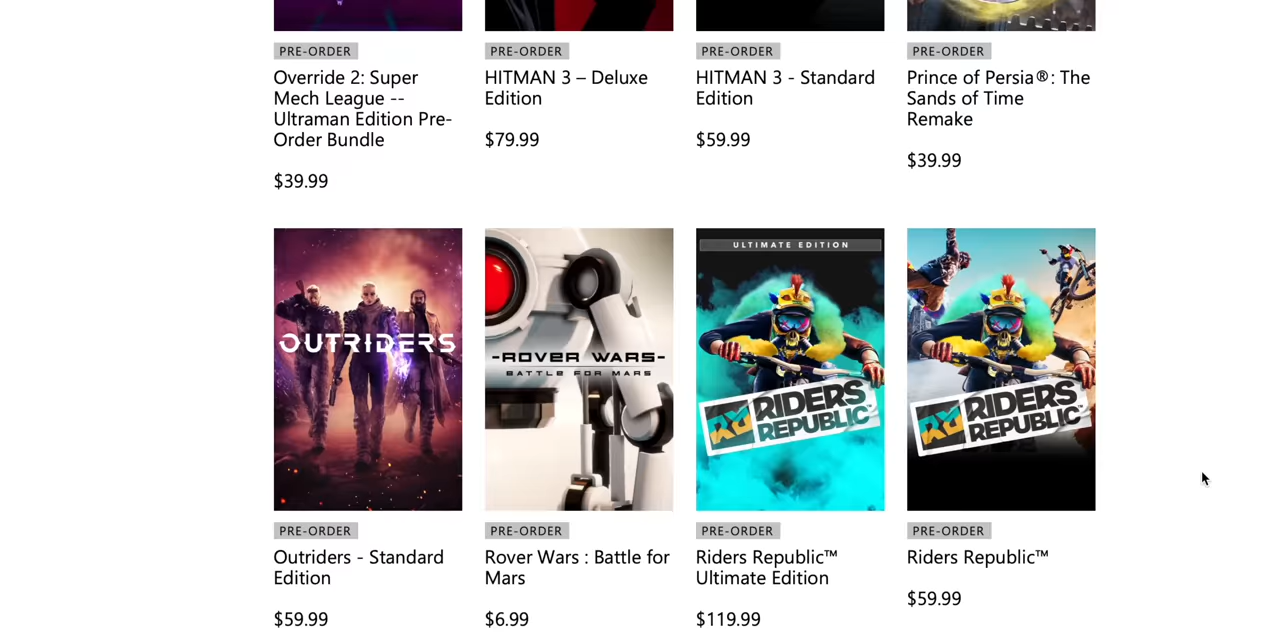 PRE-ORDER
Override 2: Super
Mech League --
Ultraman Edition Pre-
Order Bundle
$39.99
PRE-ORDER
HITMAN 3 – Deluxe
Edition
$79.99
PRE-ORDER
HITMAN 3 - Standard
Edition
$59.99
PRE-ORDER
Prince of Persia®: The
Sands of Time
Remake
$39.99
OUTRIDERS
PRE-ORDER
Outriders - Standard
Edition
$59.99
-ROVER WARS-
BATTLE FOR MARS
PRE-ORDER
Rover Wars : Battle for
Mars
$6.99
ULTIMATE EDITION
RIDERS
REPUBLIC™
PRE-ORDER
Riders Republic™
Ultimate Edition
$119.99
RIDERS
REPUBLIC
PRE-ORDER
Riders Republic™
$59.99